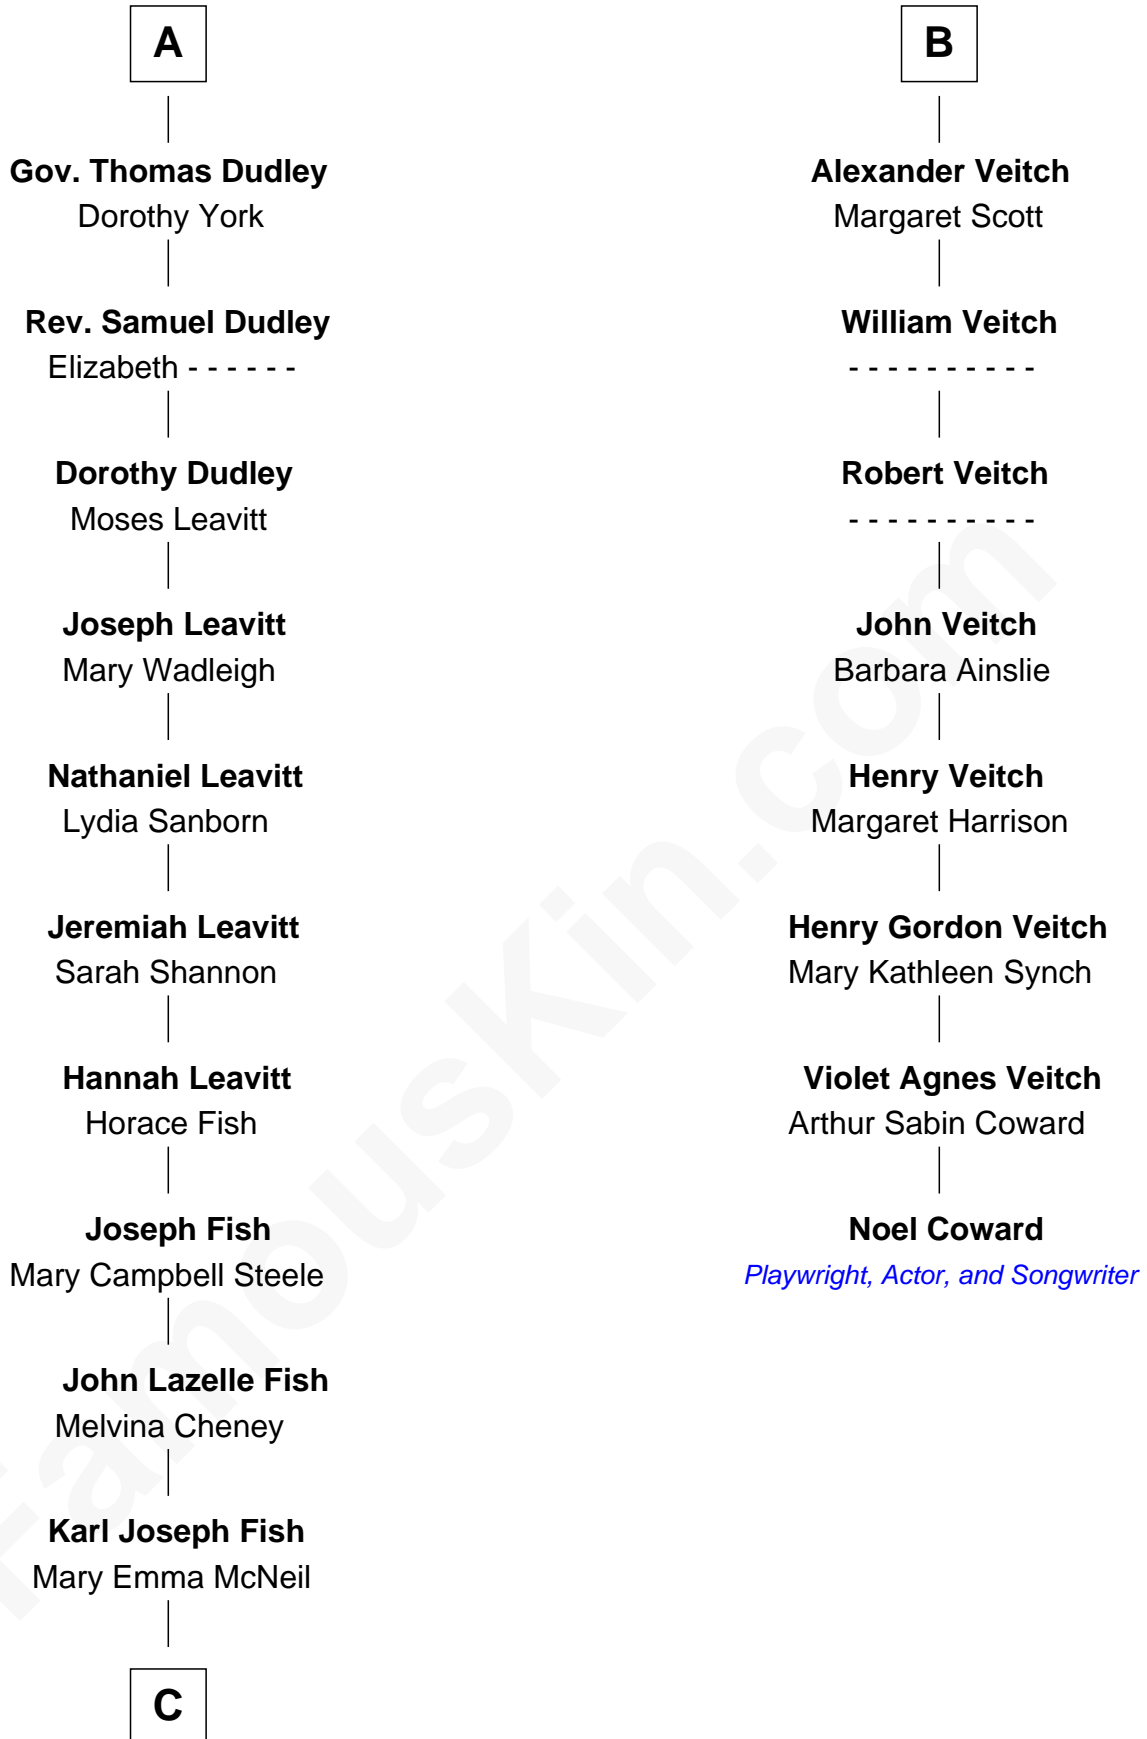 A
Gov. Thomas Dudley
Dorothy York
Rev. Samuel Dudley
Elizabeth - - - - - -
Dorothy Dudley
Moses Leavitt
Joseph Leavitt
Mary Wadleigh
Nathaniel Leavitt
Lydia Sanborn
Jeremiah Leavitt
Sarah Shannon
Hannah Leavitt
Horace Fish
Joseph Fish
Mary Campbell Steele
John Lazelle Fish
Melvina Cheney
Karl Joseph Fish
Mary Emma McNeil
C
B
Alexander Veitch
Margaret Scott
William Veitch
- - - - - - - - - -
Robert Veitch
- - - - - - - - - -
John Veitch
Barbara Ainslie
Henry Veitch
Margaret Harrison
Henry Gordon Veitch
Mary Kathleen Synch
Violet Agnes Veitch
Arthur Sabin Coward
Noel Coward
Playwright, Actor, and Songwriter
FamousKin.com